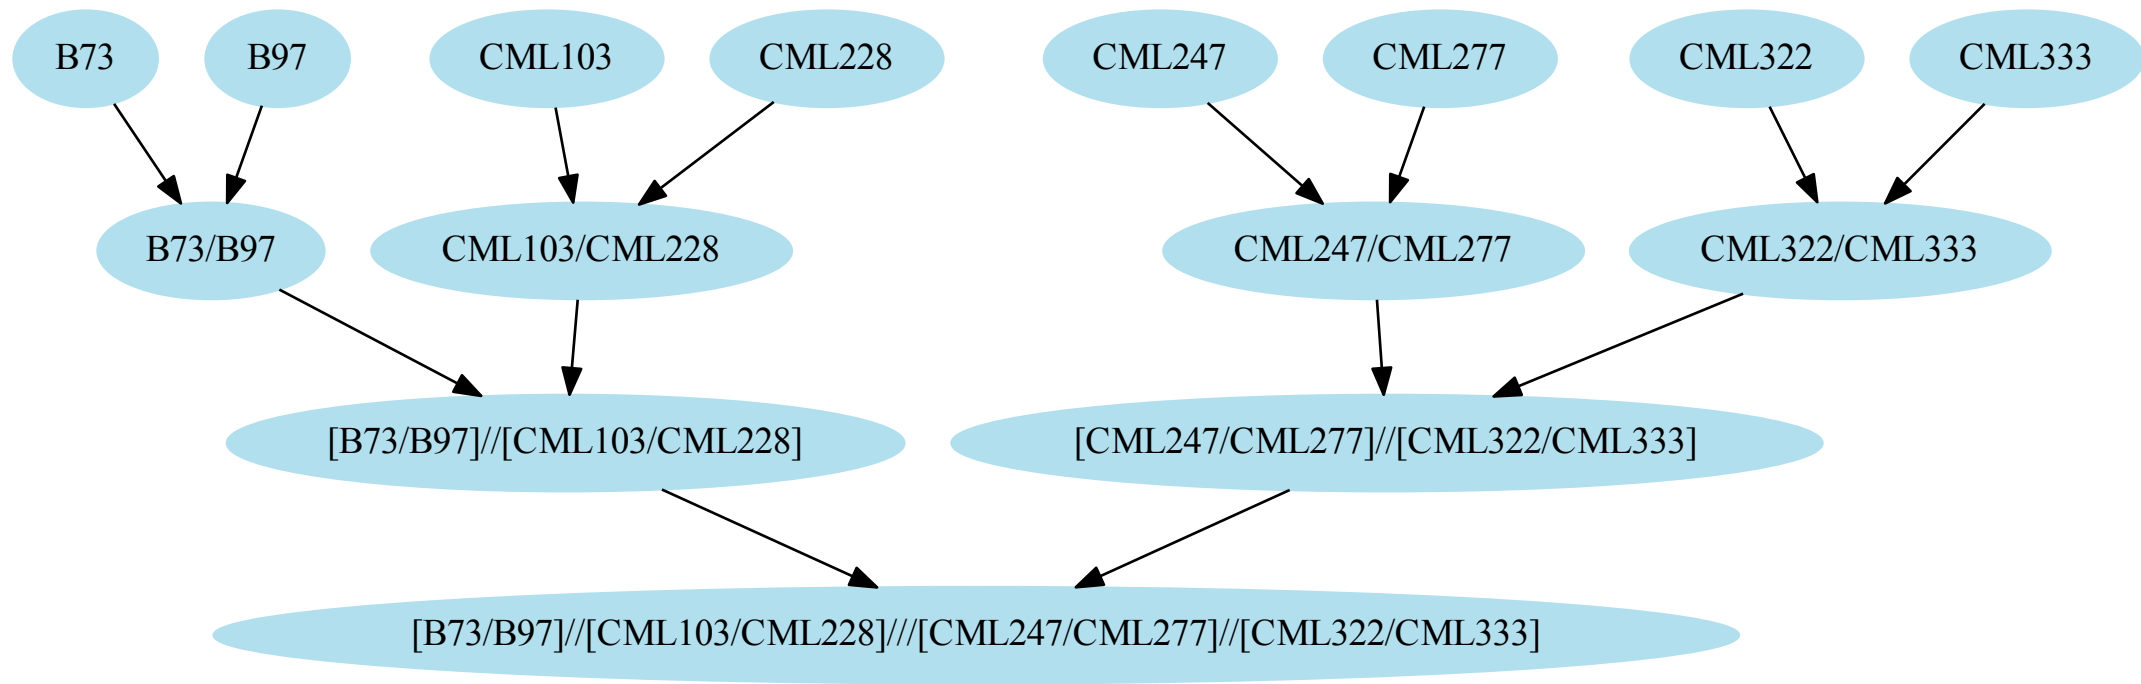 B73
B97
CML103
CML228
CML247
CML277
CML322
CML333
B73/B97
CML103/CML228
CML247/CML277
CML322/CML333
[B73/B97]//[CML103/CML228]
[CML247/CML277]//[CML322/CML333]
[B73/B97]//[CML103/CML228]///[CML247/CML277]//[CML322/CML333]